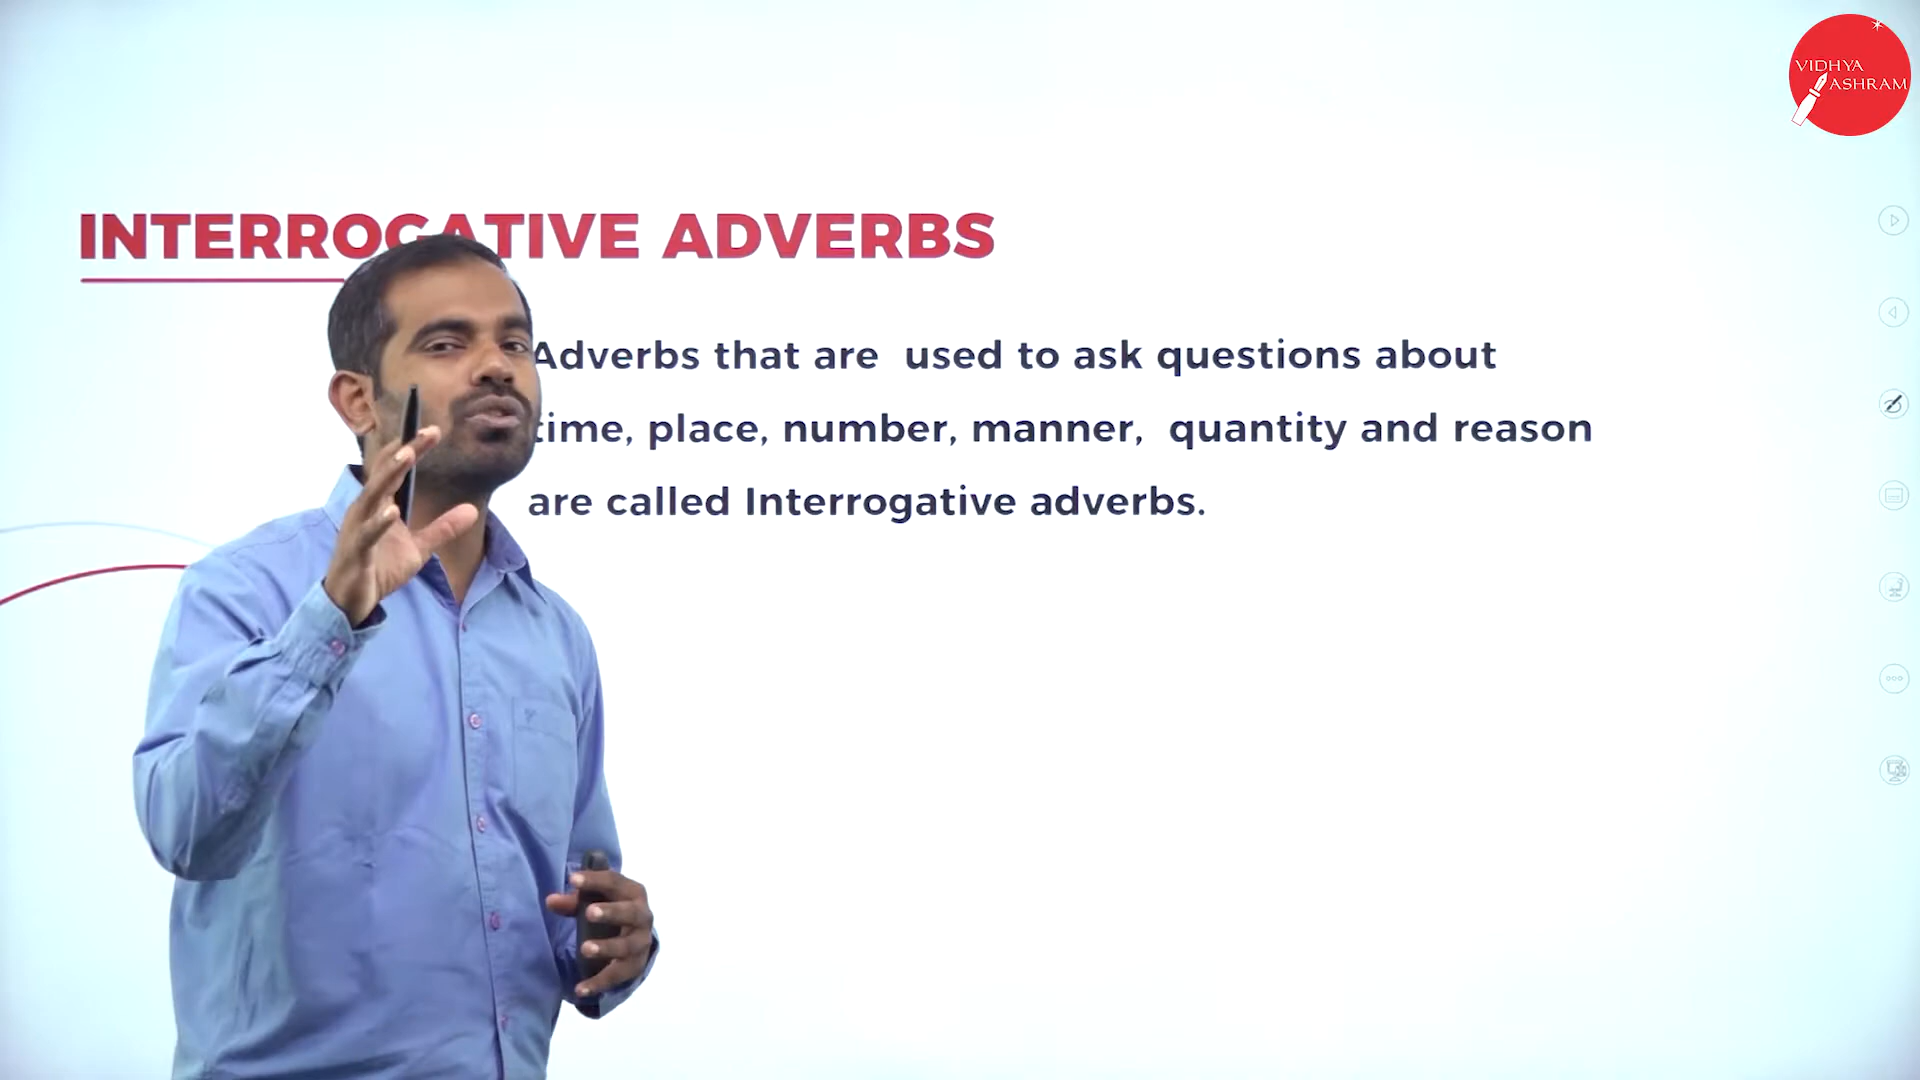 VIDHYA
ASHRAM
INTERROGATIVE ADVERBS
Adverbs that are used to ask questions about
time, place, number, manner, quantity and reason
are called Interrogative adverbs.